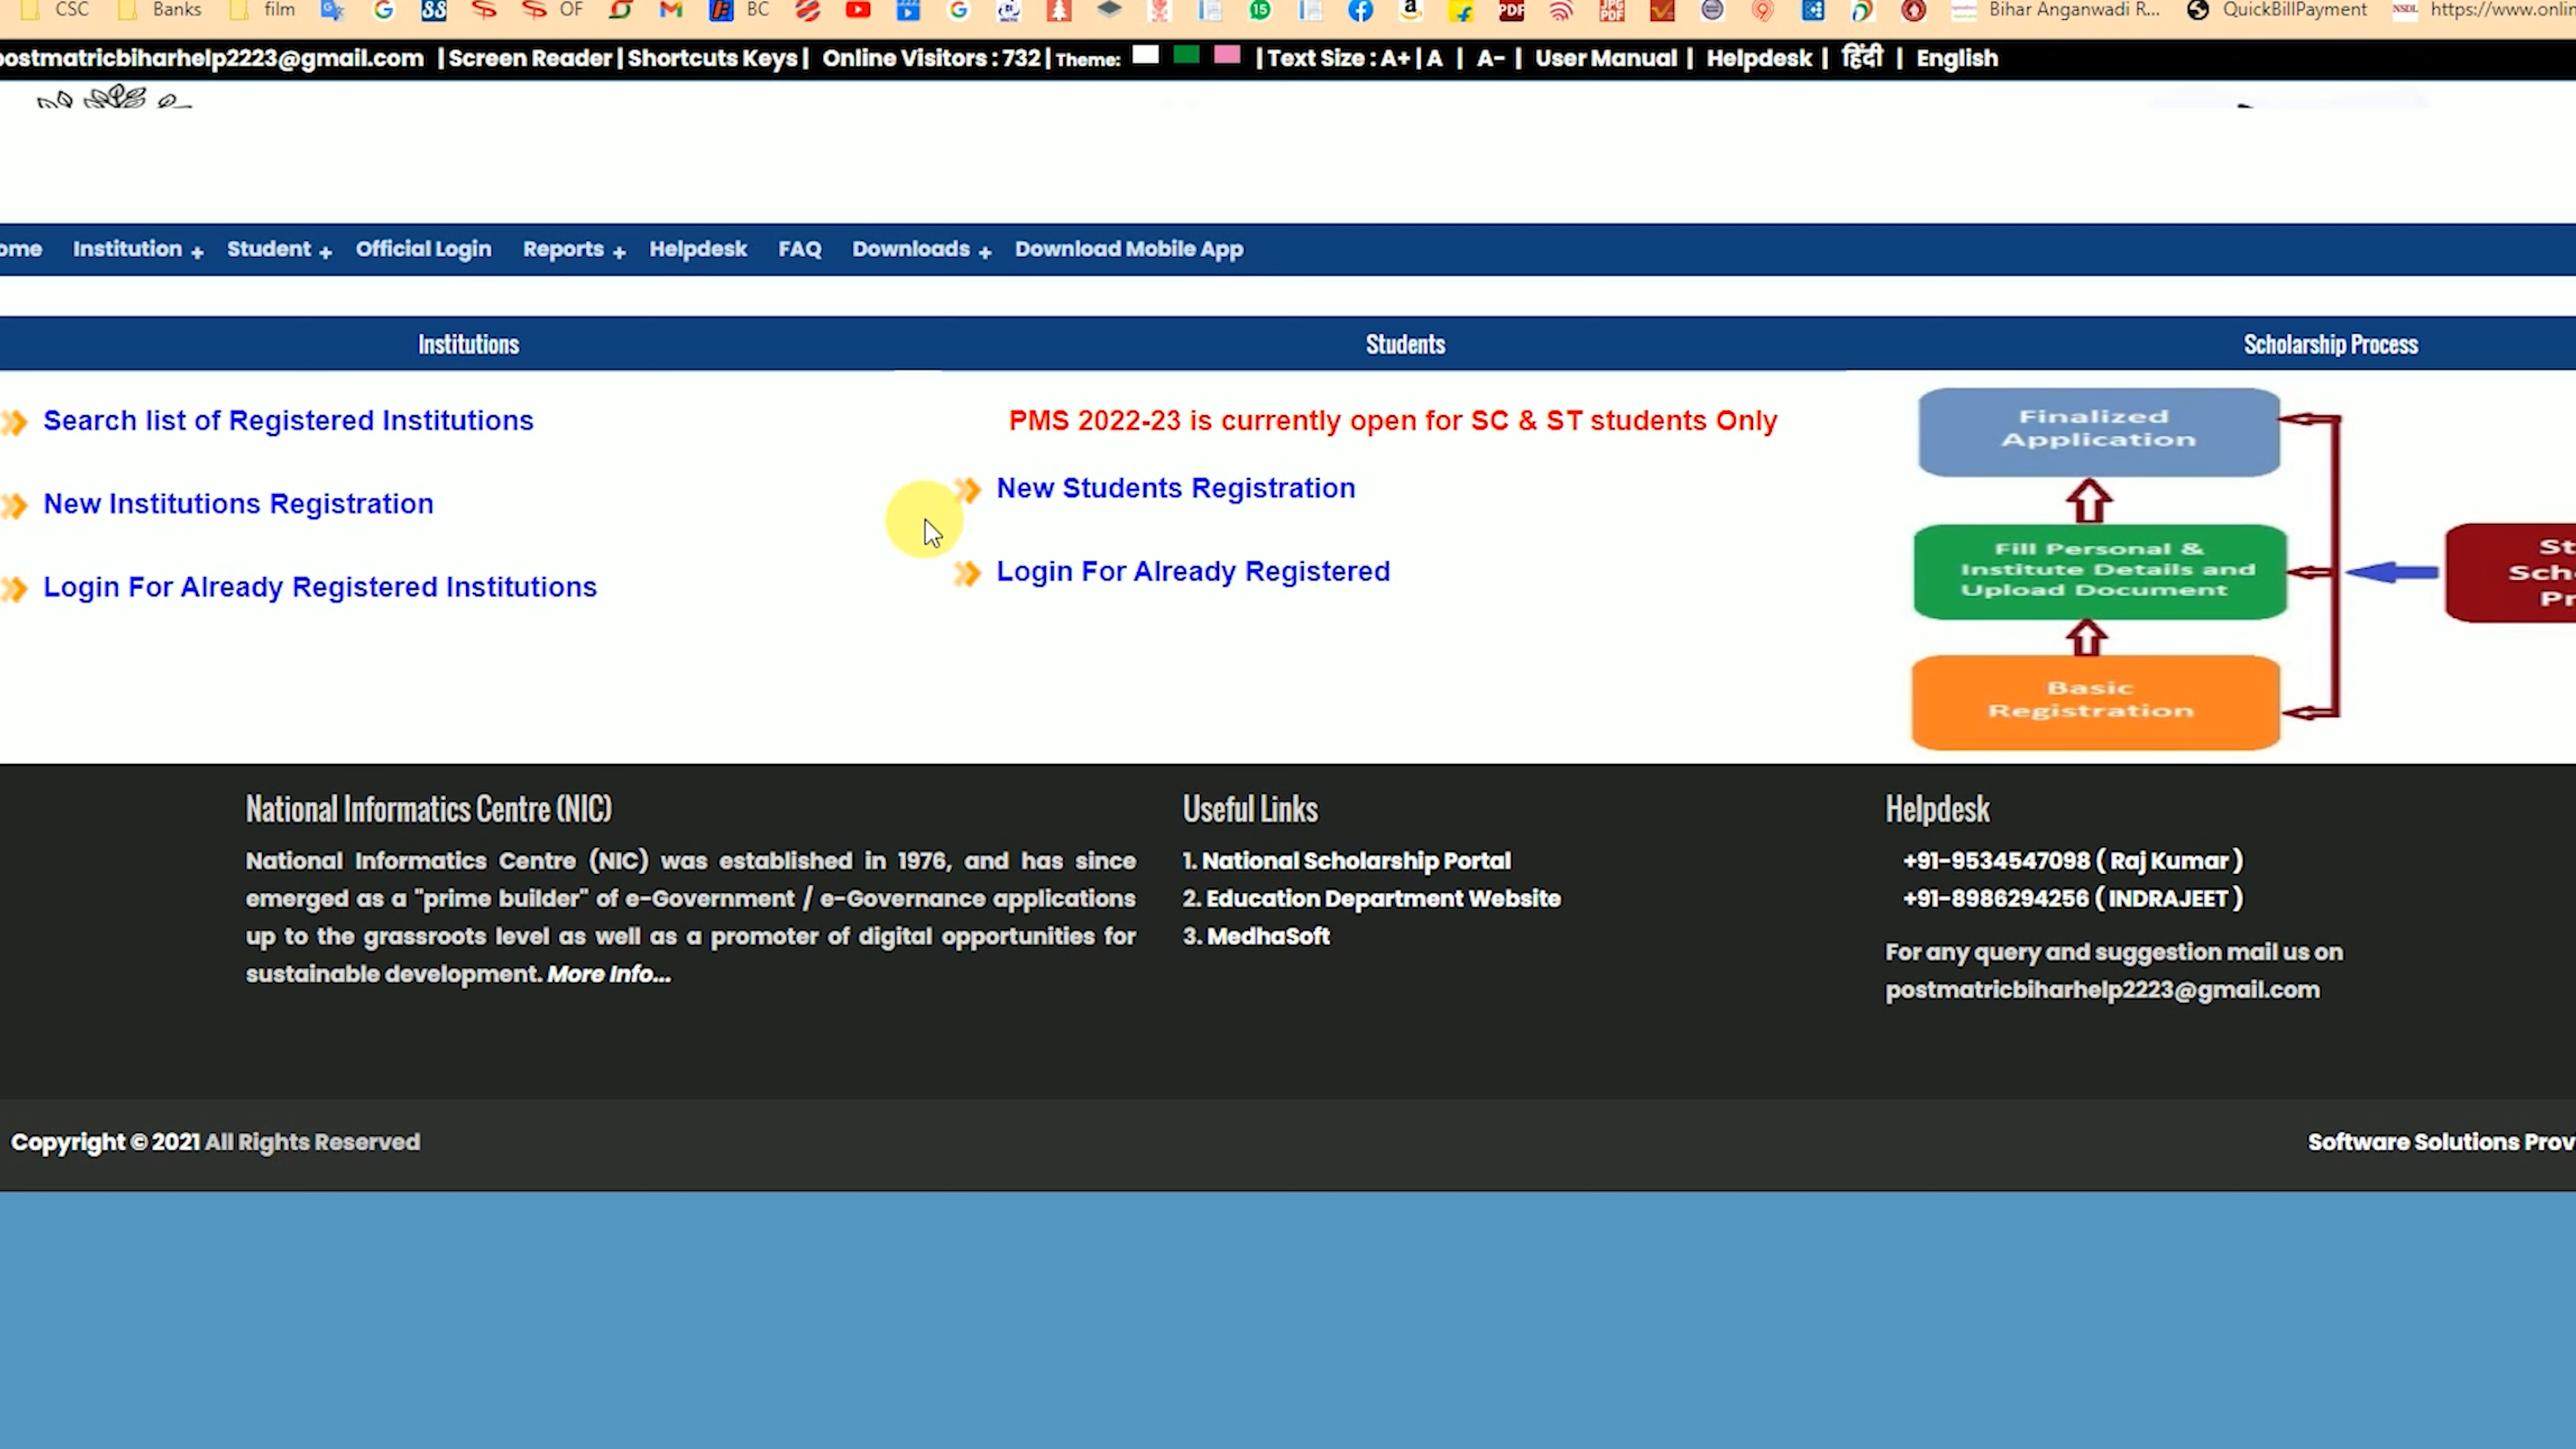 CSC Banks film OF BC Bihar Anganwadi R... QuickBillPayment NSDL https://www.onlin
postmatricbiharhelp2223@gmail.com | Screen Reader | Shortcuts Keys | Online Visitors : 732 | Theme: | Text Size : A+ | A | A- | User Manual | Helpdesk | हिंदी | English
ome Institution + Student + Official Login Reports + Helpdesk FAQ Downloads + Download Mobile App
Institutions
Students
Scholarship Process
Search list of Registered Institutions
New Institutions Registration
Login For Already Registered Institutions
PMS 2022-23 is currently open for SC & ST students Only
New Students Registration
Login For Already Registered
Finalized
Application
Fill Personal &
Institute Details and
Upload Document
Basic
Registration
St
Sch
Pr
National Informatics Centre (NIC)
National Informatics Centre (NIC) was established in 1976, and has since
emerged as a "prime builder" of e-Government / e-Governance applications
up to the grassroots level as well as a promoter of digital opportunities for
sustainable development. More Info...
Useful Links
1. National Scholarship Portal
2. Education Department Website
3. MedhaSoft
Helpdesk
+91-9534547098 ( Raj Kumar )
+91-8986294256 ( INDRAJEET )
For any query and suggestion mail us on
postmatricbiharhelp2223@gmail.com
Copyright © 2021 All Rights Reserved
Software Solutions Prov